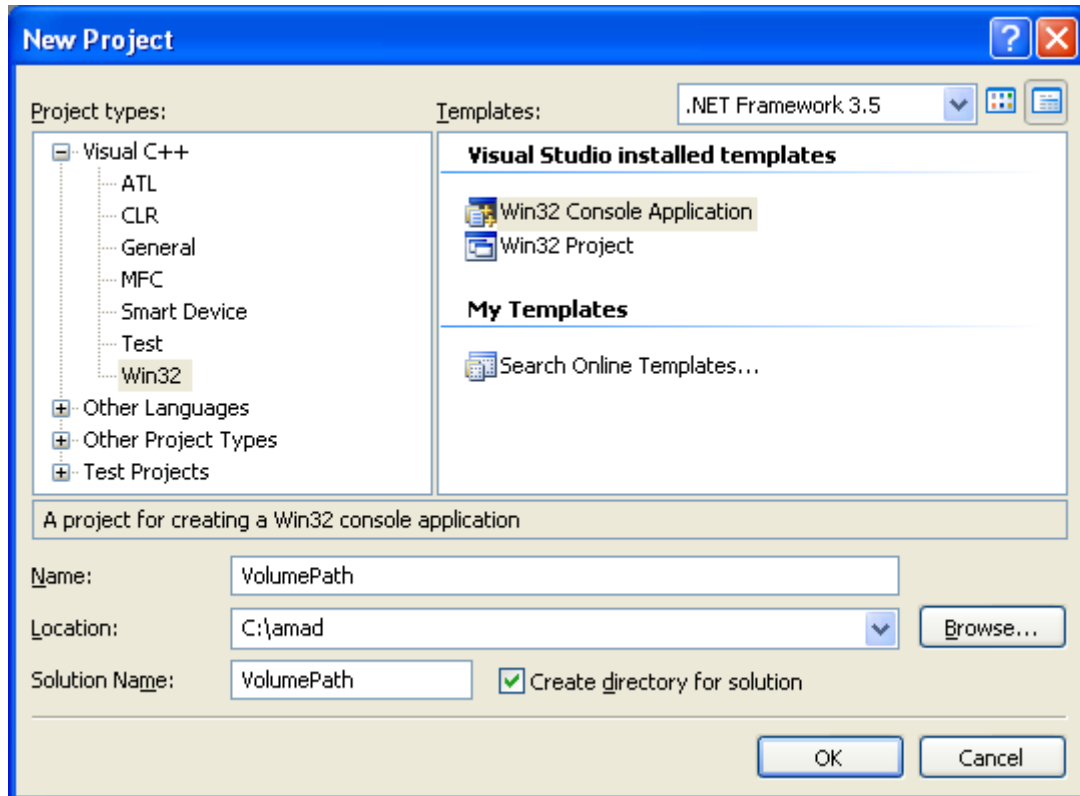 New Project
Project types:
Templates:
.NET Framework 3.5
Visual C++
ATL
CLR
General
MFC
Smart Device
Test
Win32
Other Languages
Other Project Types
Test Projects
Visual Studio installed templates
Win32 Console Application
Win32 Project
My Templates
Search Online Templates...
A project for creating a Win32 console application
Name:
VolumePath
Location:
C:\amad
Browse...
Solution Name:
VolumePath
Create directory for solution
OK
Cancel